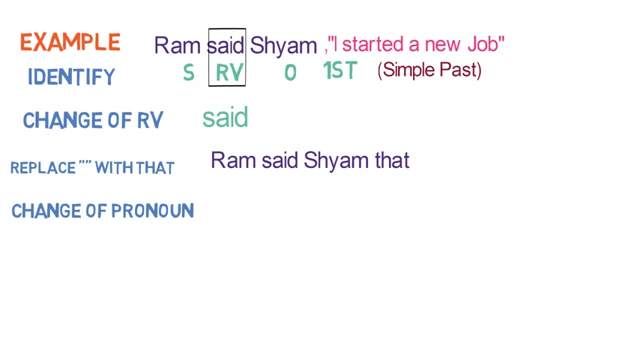 EXAMPLE Ram said Shyam ,"I started a new Job"
IDENTIFY S RV O 1ST (Simple Past)
CHANGE OF RV said
REPLACE "" WITH THAT Ram said Shyam that
CHANGE OF PRONOUN